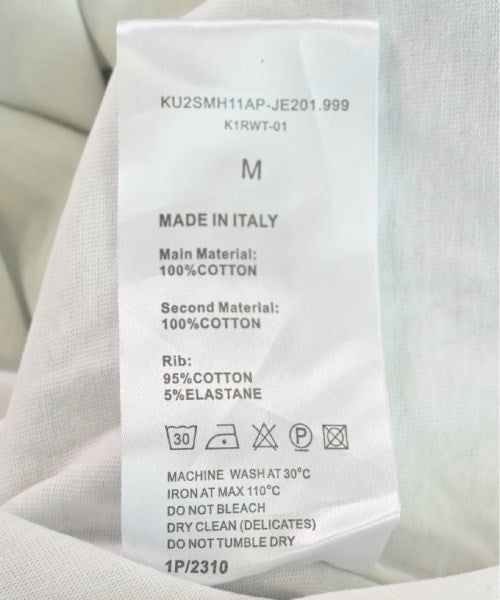 KU2SMH11AP-JE201.999
K1RWT-01
M
MADE IN ITALY
Main Material:
100%COTTON
Second Material:
100%COTTON
Rib:
95%COTTON
5%ELASTANE
30 P
MACHINE WASH AT 30°C
IRON AT MAX 110°C
DO NOT BLEACH
DRY CLEAN (DELICATES)
DO NOT TUMBLE DRY
1P/2310